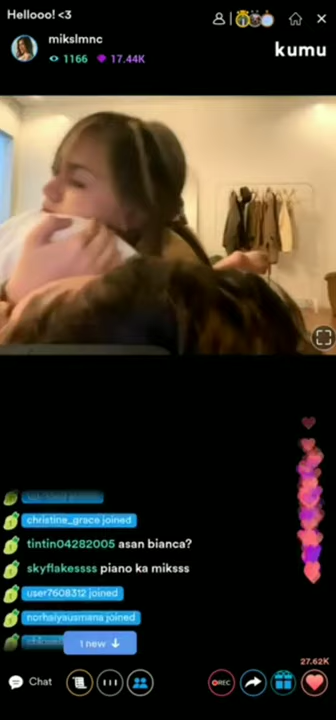 Hellooo! <3
mikslmnc
1166 17.44K
kumu
christine_grace joined
tintin04282005 asan bianca?
skyflakessss piano ka miksss
user7608312 joined
norhaiyausmana joined
1 new
27.62K
Chat
REC